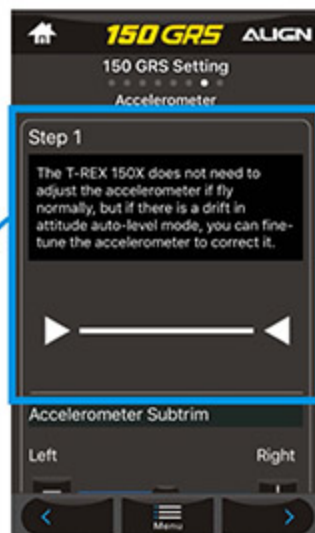 150 GRS ALIGN
150 GRS Setting
Accelerometer
Step 1
The T-REX 150X does not need to
adjust the accelerometer if fly
normally, but if there is a drift in
attitude auto-level mode, you can fine-
tune the accelerometer to correct it.
Accelerometer Subtrim
Left Right
Menu